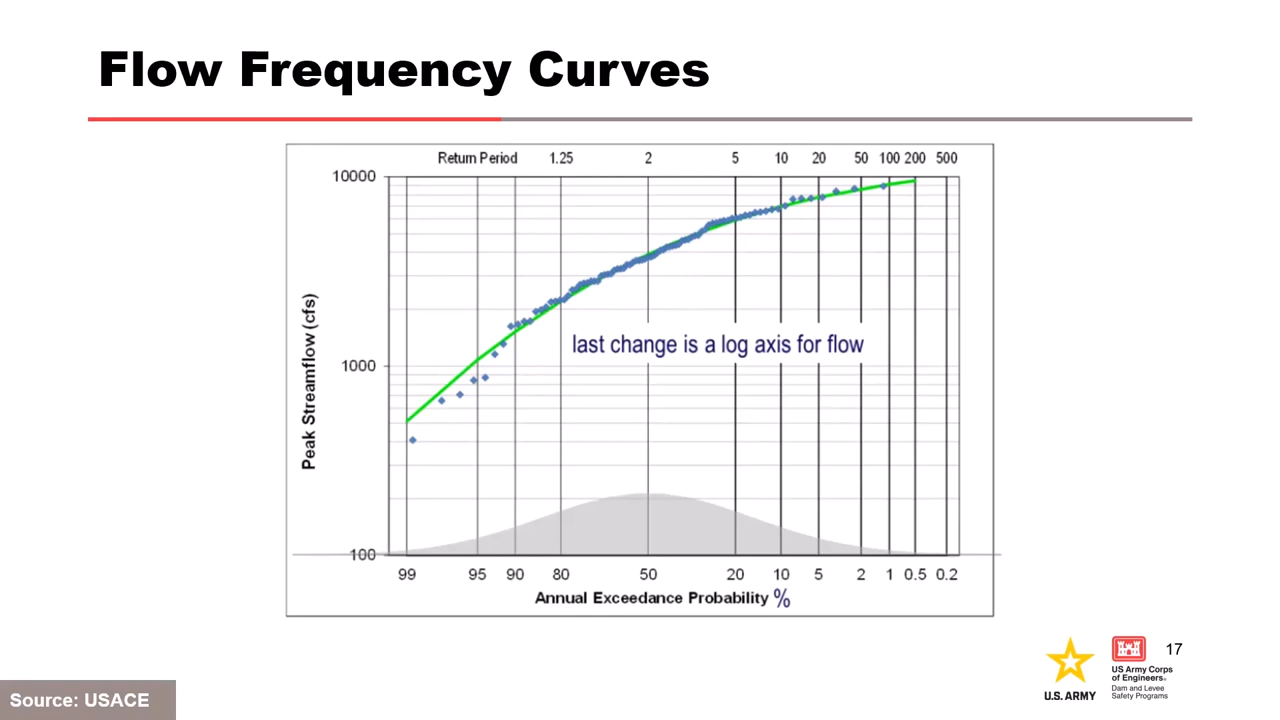 Flow Frequency Curves
Return Period 1.25 2 5 10 20 50 100 200 500
10000
1000
100
Peak Streamflow (cfs)
last change is a log axis for flow
99 95 90 80 50 20 10 5 2 1 0.5 0.2
Annual Exceedance Probability %
17
U.S. ARMY
US Army Corps
of Engineers®
Dam and Levee
Safety Programs
Source: USACE